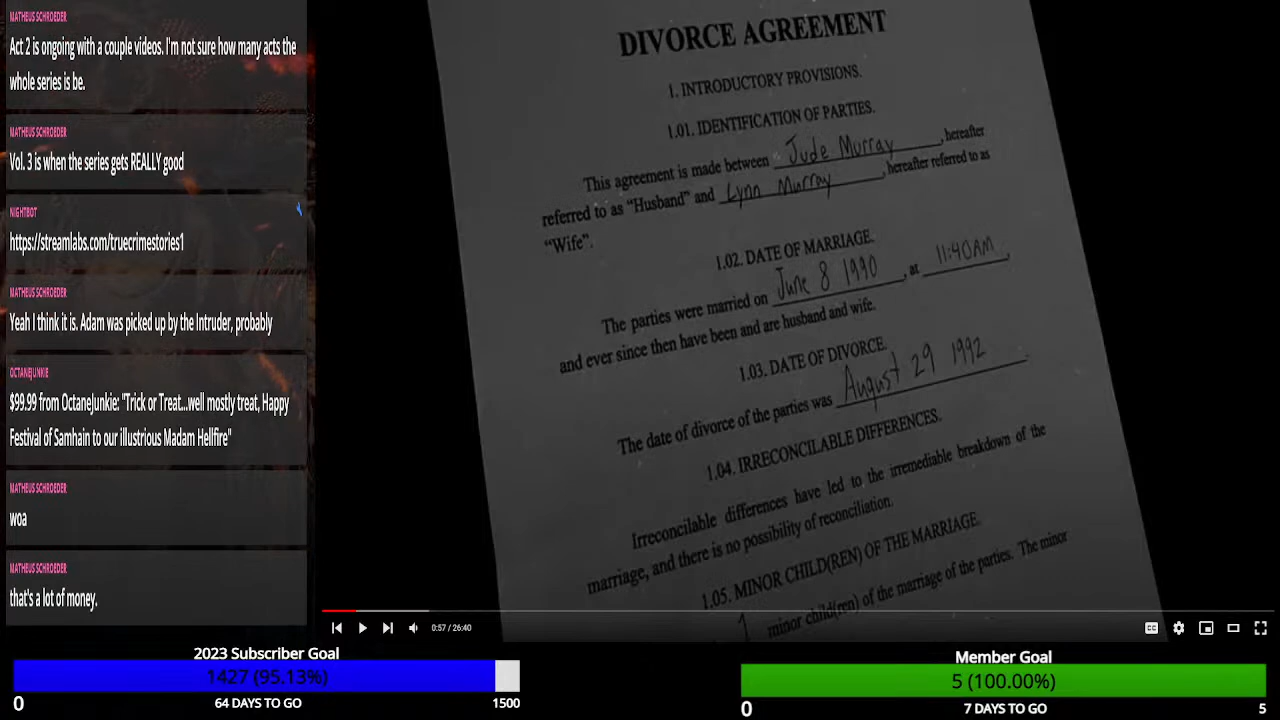 MATHEUS SCHROEDER
Act 2 is ongoing with a couple videos. I'm not sure how many acts the
whole series is be.
MATHEUS SCHROEDER
Vol. 3 is when the series gets REALLY good
NIGHTBOT
https://streamlabs.com/truecrimestories1
MATHEUS SCHROEDER
Yeah I think it is. Adam was picked up by the Intruder, probably
OCTANEJUNKIE
$99.99 from OctaneJunkie: "Trick or Treat...well mostly treat, Happy
Festival of Samhain to our illustrious Madam Hellfire"
MATHEUS SCHROEDER
woa
MATHEUS SCHROEDER
that's a lot of money.
DIVORCE AGREEMENT
1. INTRODUCTORY PROVISIONS.
1.01. IDENTIFICATION OF PARTIES.
This agreement is made between Jude Murray, hereafter
referred to as "Husband" and Lynn Murray, hereafter referred to as
"Wife".
1.02. DATE OF MARRIAGE.
The parties were married on June 8 1990, at 11:40AM,
and ever since then have been and are husband and wife.
1.03. DATE OF DIVORCE.
The date of divorce of the parties was August 29 1992.
1.04. IRRECONCILABLE DIFFERENCES.
Irreconcilable differences have led to the irremediable breakdown of the
marriage, and there is no possibility of reconciliation.
1.05. MINOR CHILD(REN) OF THE MARRIAGE.
1 minor child(ren) of the marriage of the parties. The minor
0:57 / 26:40
CC
2023 Subscriber Goal
1427 (95.13%)
0 64 DAYS TO GO 1500
Member Goal
5 (100.00%)
0 7 DAYS TO GO 5